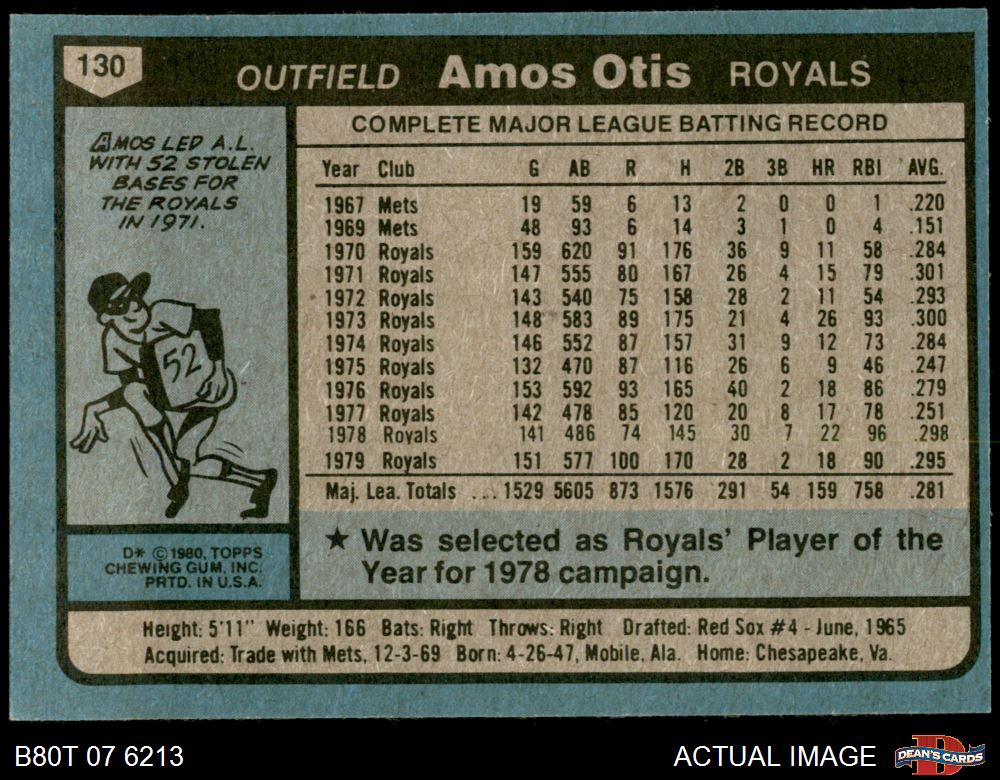 130
OUTFIELD Amos Otis ROYALS
AMOS LED A.L.
WITH 52 STOLEN
BASES FOR
THE ROYALS
IN 1971.
52
D* © 1980, TOPPS
CHEWING GUM, INC.
PRTD. IN U.S.A.
COMPLETE MAJOR LEAGUE BATTING RECORD
Year Club G AB R H 2B 3B HR RBI AVG.
1967 Mets 19 59 6 13 2 0 0 1 .220
1969 Mets 48 93 6 14 3 1 0 4 .151
1970 Royals 159 620 91 176 36 9 11 58 .284
1971 Royals 147 555 80 167 26 4 15 79 .301
1972 Royals 143 540 75 158 28 2 11 54 .293
1973 Royals 148 583 89 175 21 4 26 93 .300
1974 Royals 146 552 87 157 31 9 12 73 .284
1975 Royals 132 470 87 116 26 6 9 46 .247
1976 Royals 153 592 93 165 40 2 18 86 .279
1977 Royals 142 478 85 120 20 8 17 78 .251
1978 Royals 141 486 74 145 30 7 22 96 .298
1979 Royals 151 577 100 170 28 2 18 90 .295
Maj. Lea. Totals ... 1529 5605 873 1576 291 54 159 758 .281
★ Was selected as Royals' Player of the
Year for 1978 campaign.
Height: 5'11" Weight: 166 Bats: Right Throws: Right Drafted: Red Sox #4 - June, 1965
Acquired: Trade with Mets, 12-3-69 Born: 4-26-47, Mobile, Ala. Home: Chesapeake, Va.
B80T 07 6213
ACTUAL IMAGE
D
DEAN'S CARDS